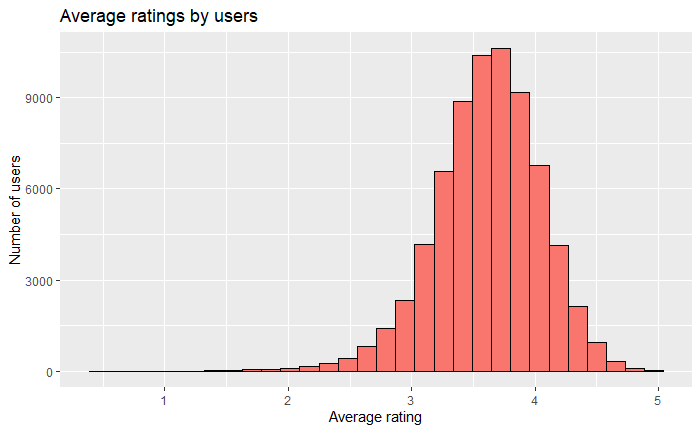 Average ratings by users
Number of users
9000
6000
3000
0
1 2 3 4 5
Average rating